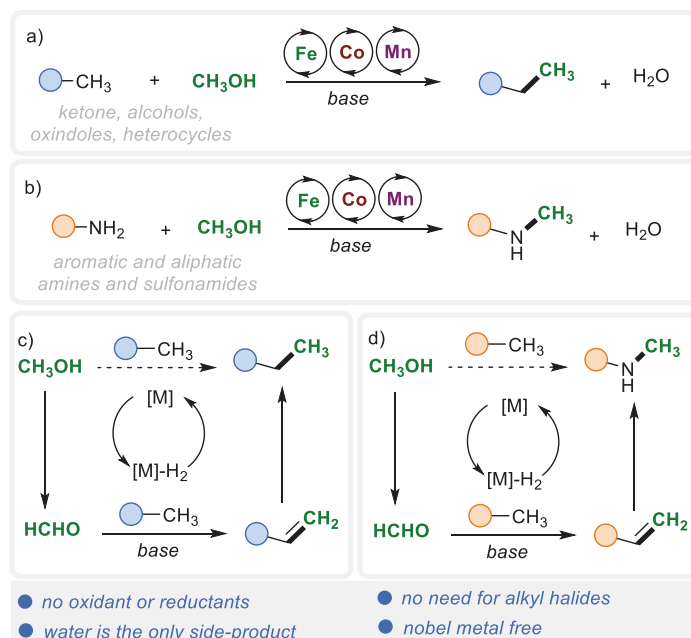 a)
Fe Co Mn
CH3 + CH3OH base CH3 + H2O
ketone, alcohols,
oxindoles, heterocycles
b)
Fe Co Mn
NH2 + CH3OH base N H CH3 + H2O
aromatic and aliphatic
amines and sulfonamides
c)
CH3OH CH3 CH3
[M]
[M]-H2
HCHO CH3 CH2
base
d)
CH3OH CH3 N H CH3
[M]
[M]-H2
HCHO CH3 CH2
base
no oxidant or reductants
water is the only side-product
no need for alkyl halides
nobel metal free